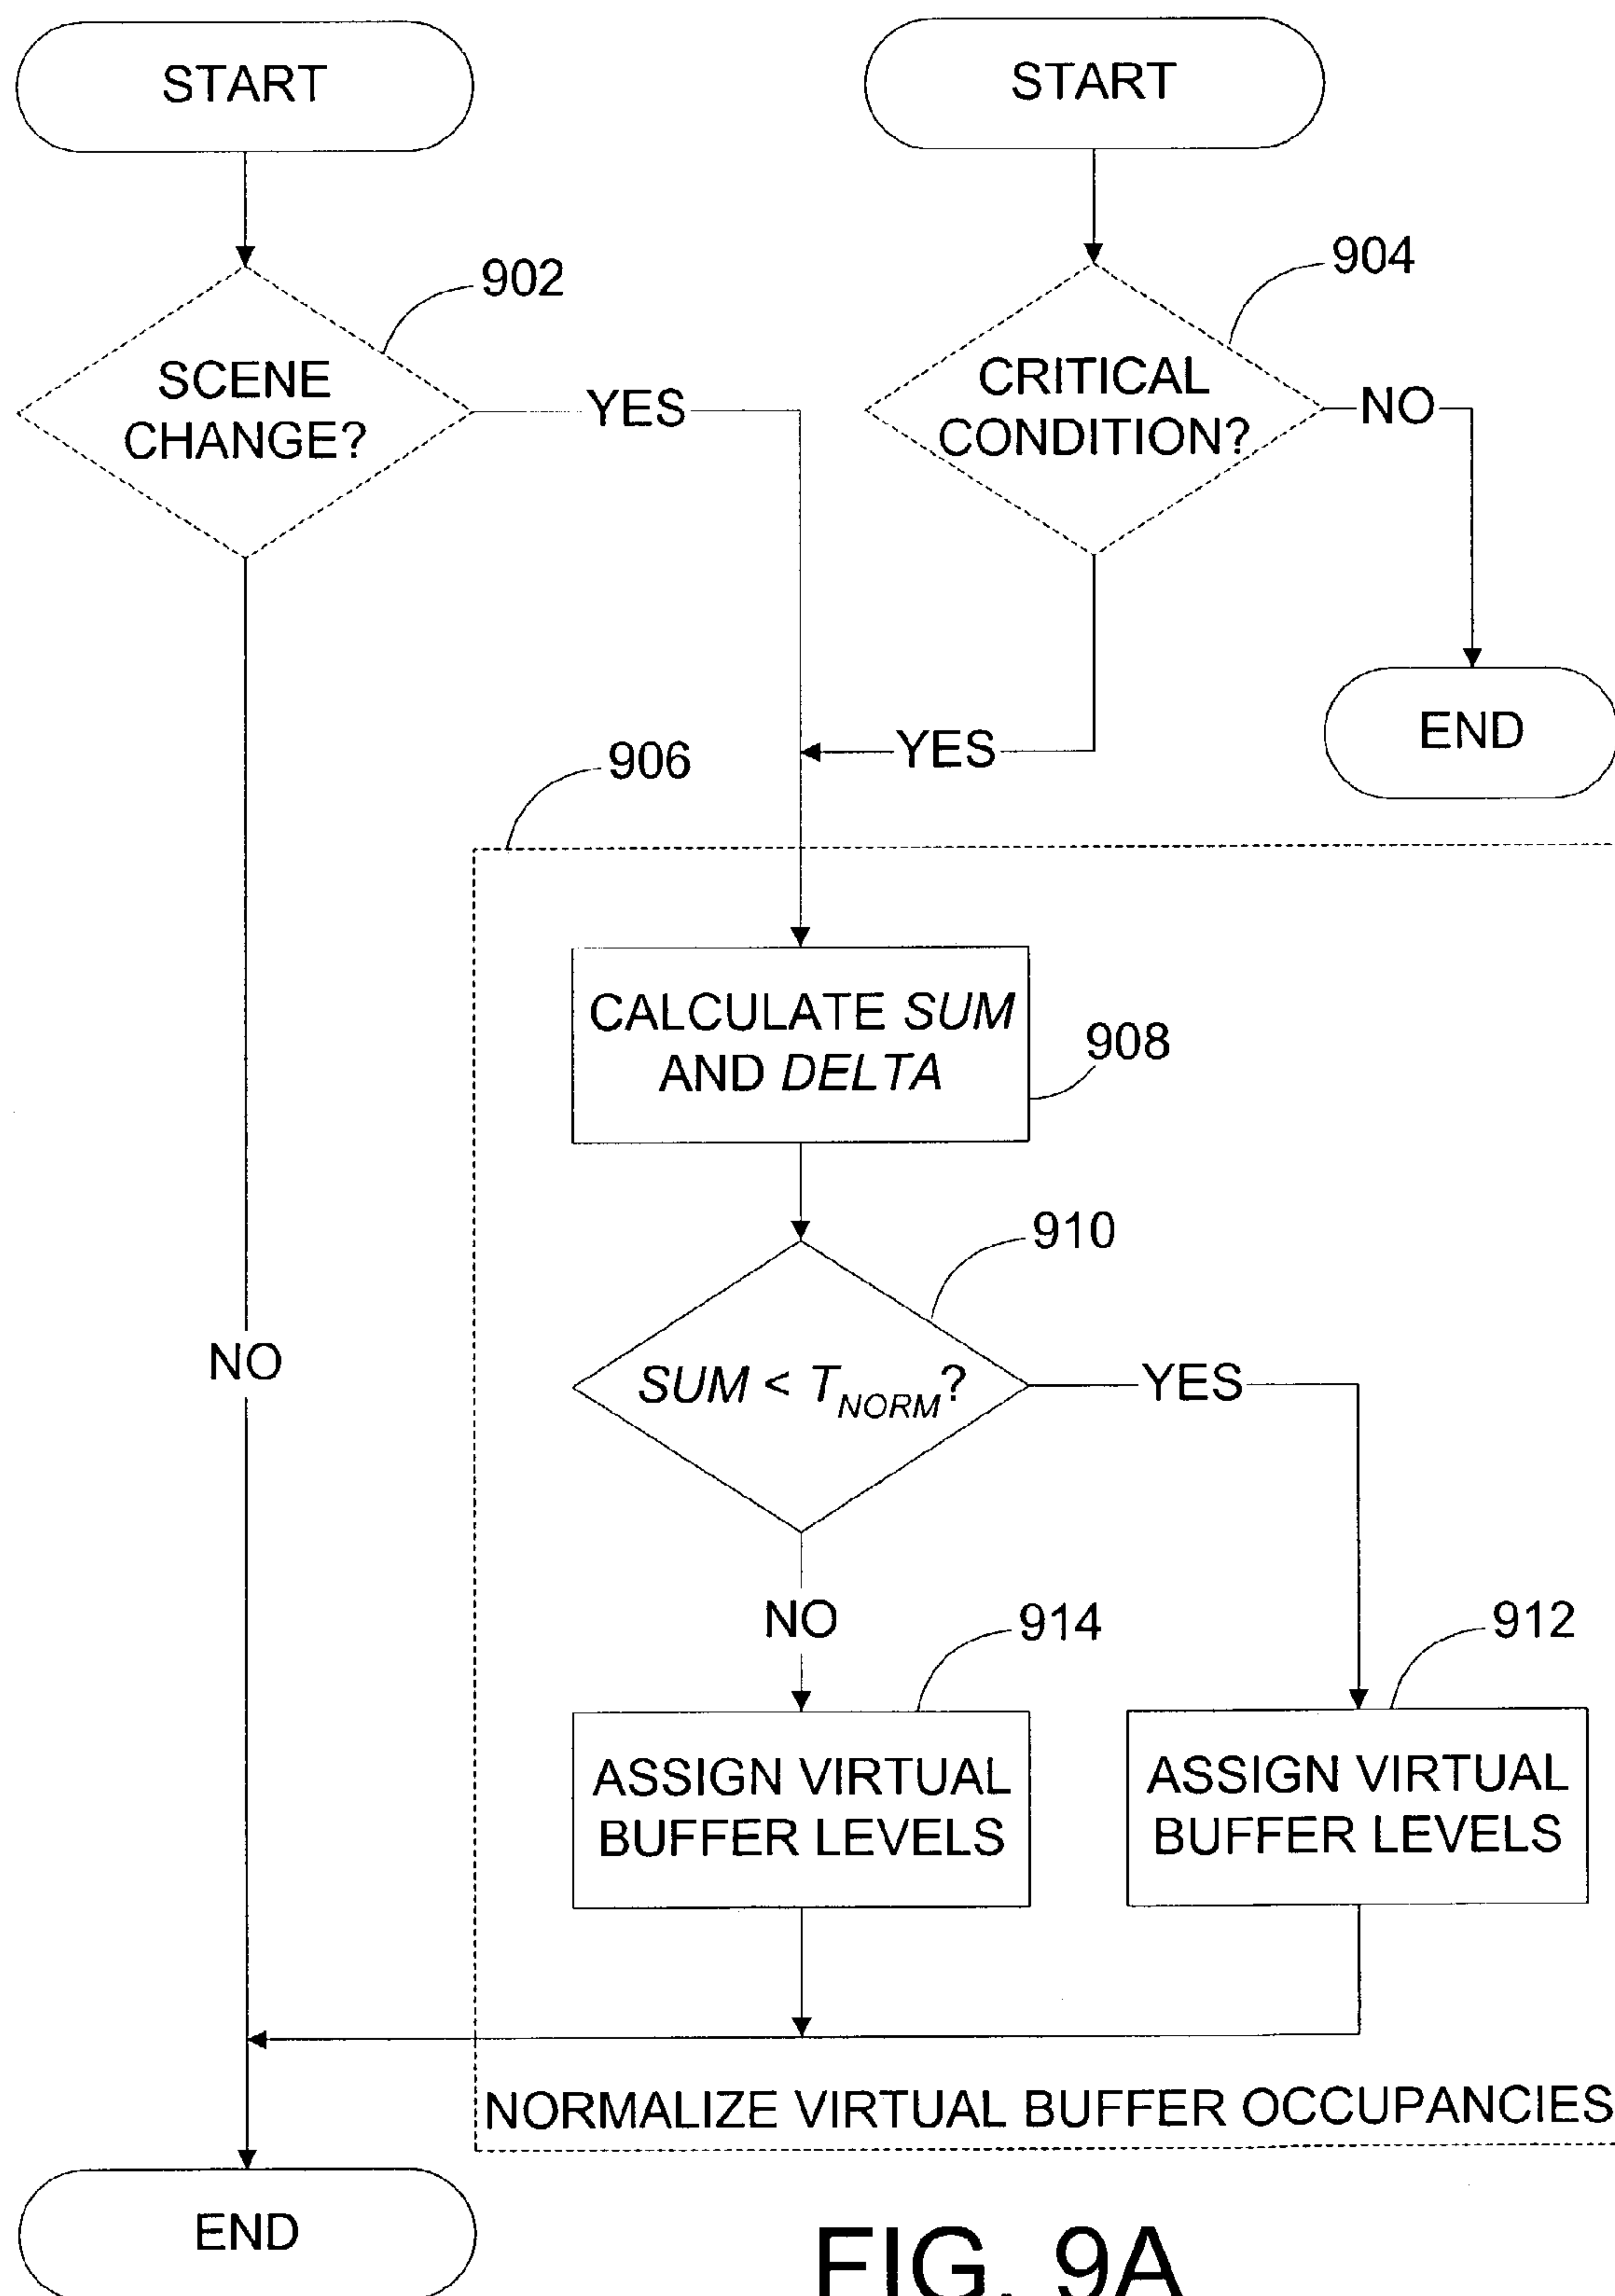 START
START
902
904
SCENE
CHANGE?
YES
CRITICAL
CONDITION?
NO
END
YES
906
CALCULATE SUM
AND DELTA
908
910
SUM < T_NORM?
YES
NO
NO
914
912
ASSIGN VIRTUAL
BUFFER LEVELS
ASSIGN VIRTUAL
BUFFER LEVELS
NORMALIZE VIRTUAL BUFFER OCCUPANCIES
END
FIG. 9A